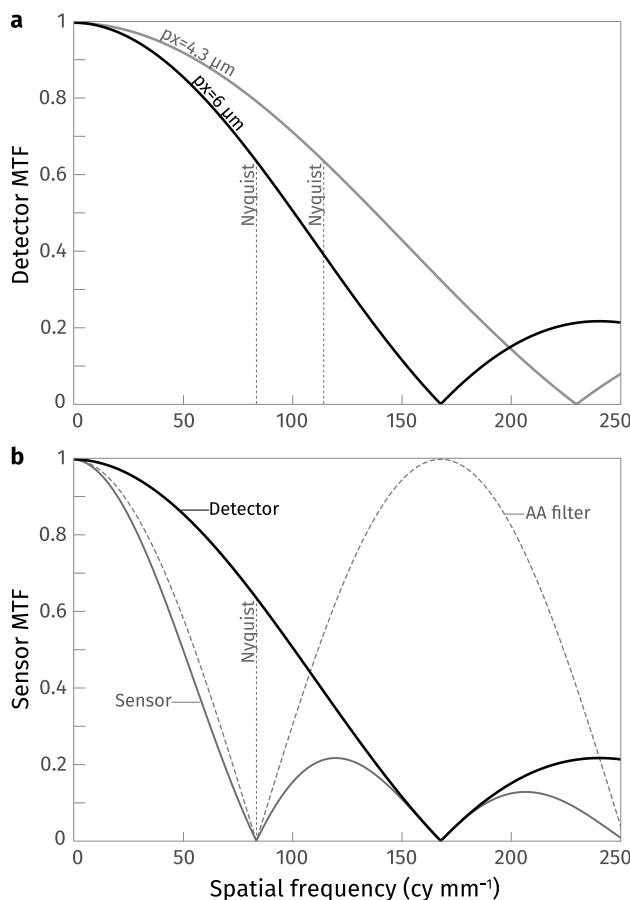 a
1
px=4.3 µm
px=6 µm
0.8
0.6
Nyquist
Nyquist
Detector MTF
0.4
0.2
0
0 50 100 150 200 250
b
1
Detector
AA filter
0.8
0.6
Nyquist
Sensor MTF
0.4
Sensor
0.2
0
0 50 100 150 200 250
Spatial frequency (cy mm⁻¹)